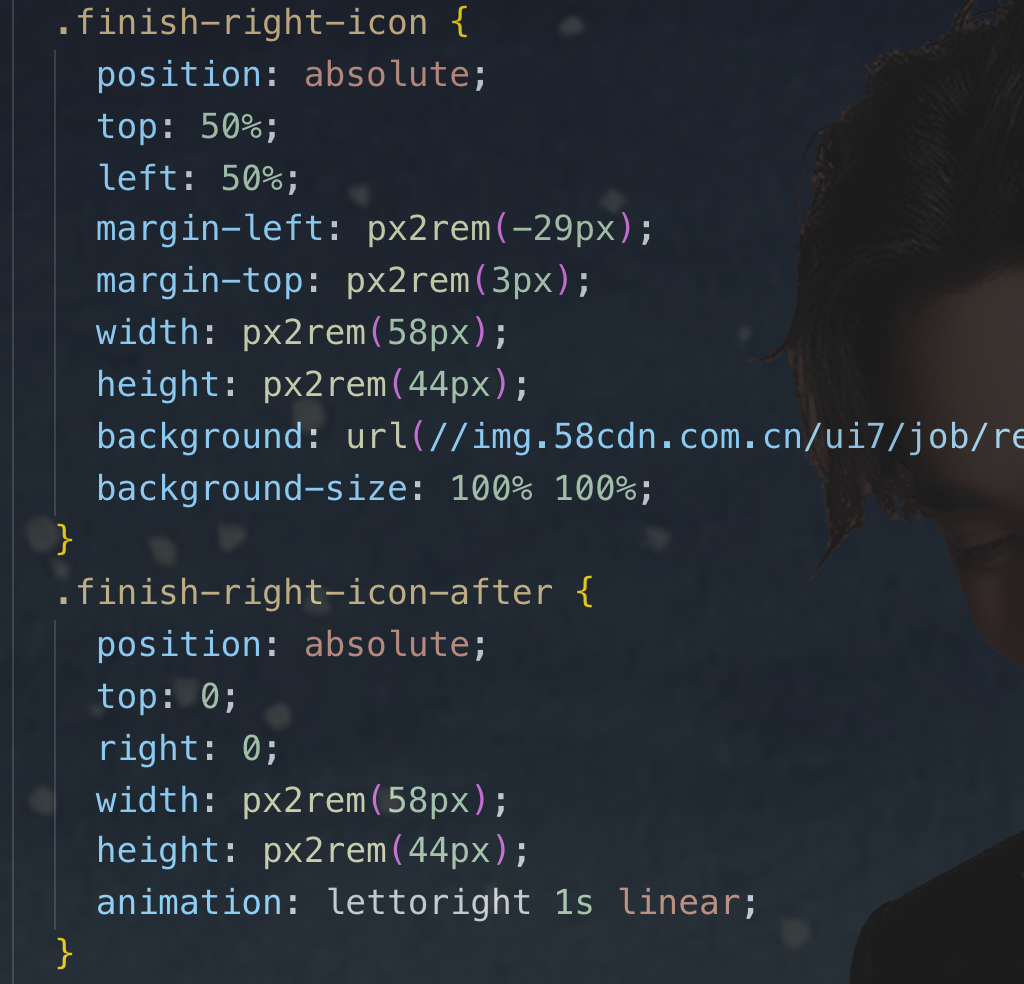 .finish-right-icon {
position: absolute;
top: 50%;
left: 50%;
margin-left: px2rem(-29px);
margin-top: px2rem(3px);
width: px2rem(58px);
height: px2rem(44px);
background: url(//img.58cdn.com.cn/ui7/job/re
background-size: 100% 100%;
}
.finish-right-icon-after {
position: absolute;
top: 0;
right: 0;
width: px2rem(58px);
height: px2rem(44px);
animation: lettoright 1s linear;
}